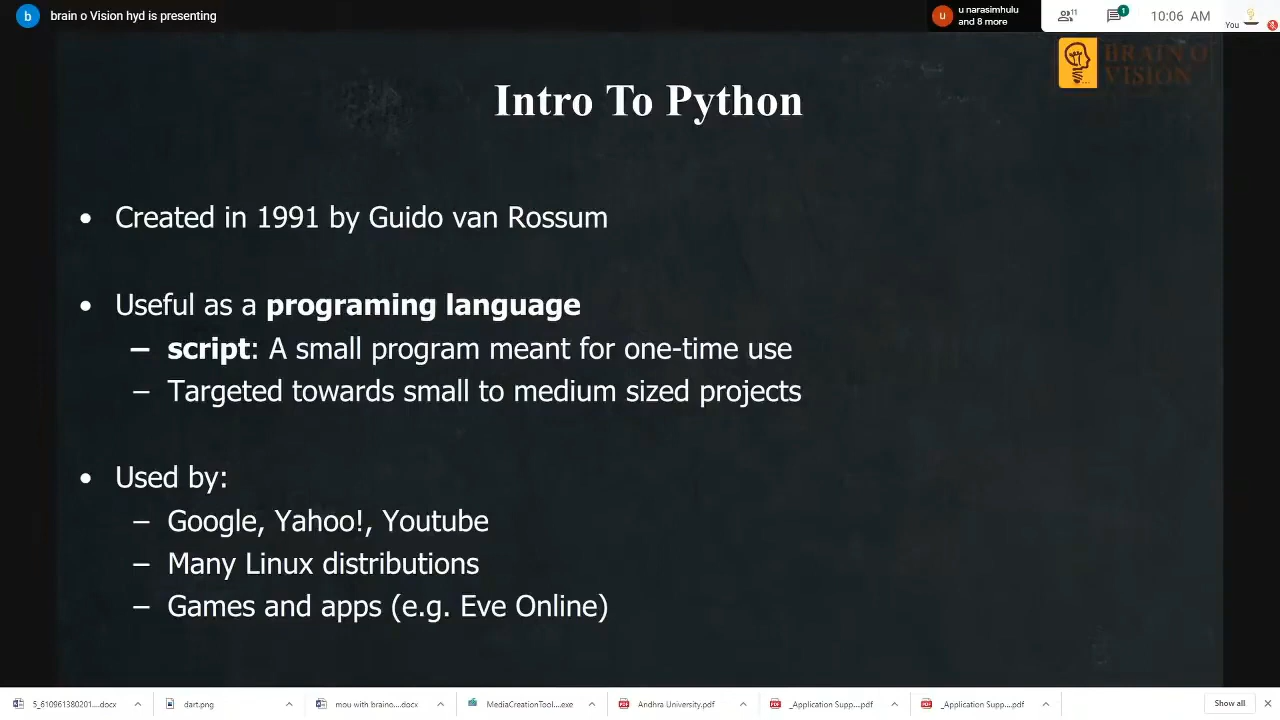 b brain o Vision hyd is presenting
u u narasimhulu
and 8 more
11
1
10:06 AM
You
BRAIN O
VISION
Intro To Python
• Created in 1991 by Guido van Rossum
• Useful as a programing language
– script: A small program meant for one-time use
– Targeted towards small to medium sized projects
• Used by:
– Google, Yahoo!, Youtube
– Many Linux distributions
– Games and apps (e.g. Eve Online)
5_610961380201....docx
dart.png
mou with braino....docx
MediaCreationTool....exe
Andhra University.pdf
_Application Supp....pdf
_Application Supp....pdf
Show all